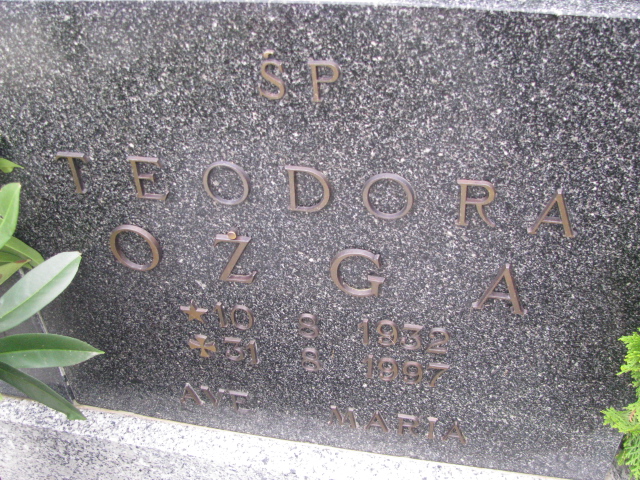 ŚP
TEODORA
OŻGA
★ 10 8 1932
✠ 31 8 1997
AVE MARIA